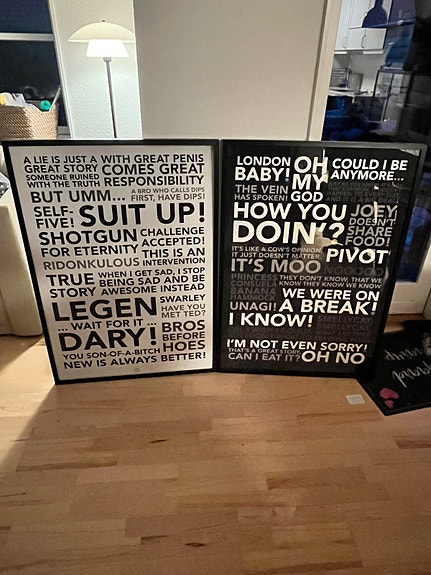 A LIE IS JUST A
GREAT STORY
SOMEONE RUINED
WITH THE TRUTH
WITH GREAT PENIS
COMES GREAT
RESPONSIBILITY
BUT UMM...
A BRO WHO CALLS DIPS
FIRST, HAVE DIPS!
SELF-
FIVE!
SUIT UP!
SHOTGUN
FOR ETERNITY
CHALLENGE
ACCEPTED!
RIDONKULOUS
THIS IS AN
INTERVENTION
TRUE
STORY
WHEN I GET SAD, I STOP
BEING SAD AND BE
AWESOME INSTEAD
LEGEN
... WAIT FOR IT ...
DARY!
SWARLEY
HAVE YOU
MET TED?
BROS
BEFORE
HOES
YOU SON-OF-A-BITCH
NEW IS ALWAYS BETTER!
LONDON
BABY!
OH
MY
GOD
COULD I BE
ANYMORE...
THE VEIN
HAS SPOKEN!
HOW YOU
DOIN'?
JOEY
DOESN'T
SHARE
FOOD!
IT'S LIKE A COW'S OPINION,
IT JUST DOESN'T MATTER.
IT'S MOO
PIVOT
PRINCESS
CONSUELA
BANANA
HAMMOCK
THEY DON'T KNOW, THAT WE
KNOW THEY KNOW WE KNOW
WE WERE ON
A BREAK!
UNAGI!
I KNOW!
SMELLY CAT
I'M NOT EVEN SORRY!
THAT'S A GREAT STORY,
CAN I EAT IT?
OH NO